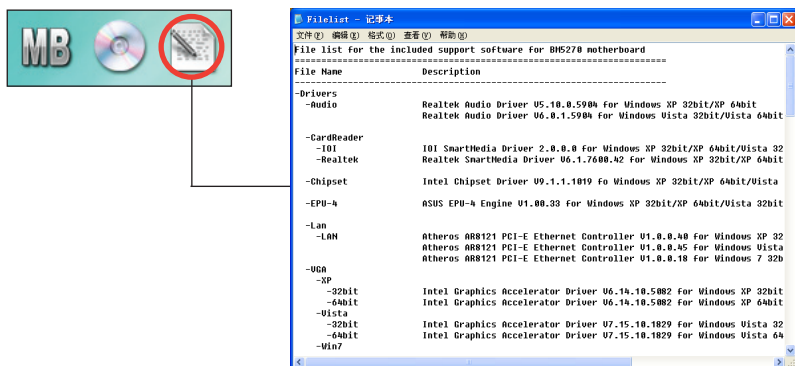 MB
Filelist - 记事本
文件(F) 编辑(E) 格式(O) 查看(V) 帮助(H)
File list for the included support software for BM5270 motherboard
======================================================================
File Name Description
----------------------------------------------------------------------
-Drivers
-Audio Realtek Audio Driver V5.10.0.5904 for Windows XP 32bit/XP 64bit
Realtek Audio Driver V6.0.1.5904 for Windows Vista 32bit/Vista 64bit
-CardReader
-IOI IOI SmartMedia Driver 2.0.0.0 for Windows XP 32bit/XP 64bit/Vista 32
-Realtek Realtek SmartMedia Driver V6.1.7600.42 for Windows XP 32bit/XP 64bit
-Chipset Intel Chipset Driver V9.1.1.1019 fo Windows XP 32bit/XP 64bit/Vista
-EPU-4 ASUS EPU-4 Engine V1.00.33 for Windows XP 32bit/XP 64bit/Vista 32bit
-Lan
-LAN Atheros AR8121 PCI-E Ethernet Controller V1.0.0.40 for Windows XP 32
Atheros AR8121 PCI-E Ethernet Controller V1.0.0.45 for Windows Vista
Atheros AR8121 PCI-E Ethernet Controller V1.0.0.18 for Windows 7 32b
-VGA
-XP
-32bit Intel Graphics Accelerator Driver V6.14.10.5082 for Windows XP 32bit
-64bit Intel Graphics Accelerator Driver V6.14.10.5082 for Windows XP 64bit
-Vista
-32bit Intel Graphics Accelerator Driver V7.15.10.1829 for Windows Vista 32
-64bit Intel Graphics Accelerator Driver V7.15.10.1829 for Windows Vista 64
-Win7